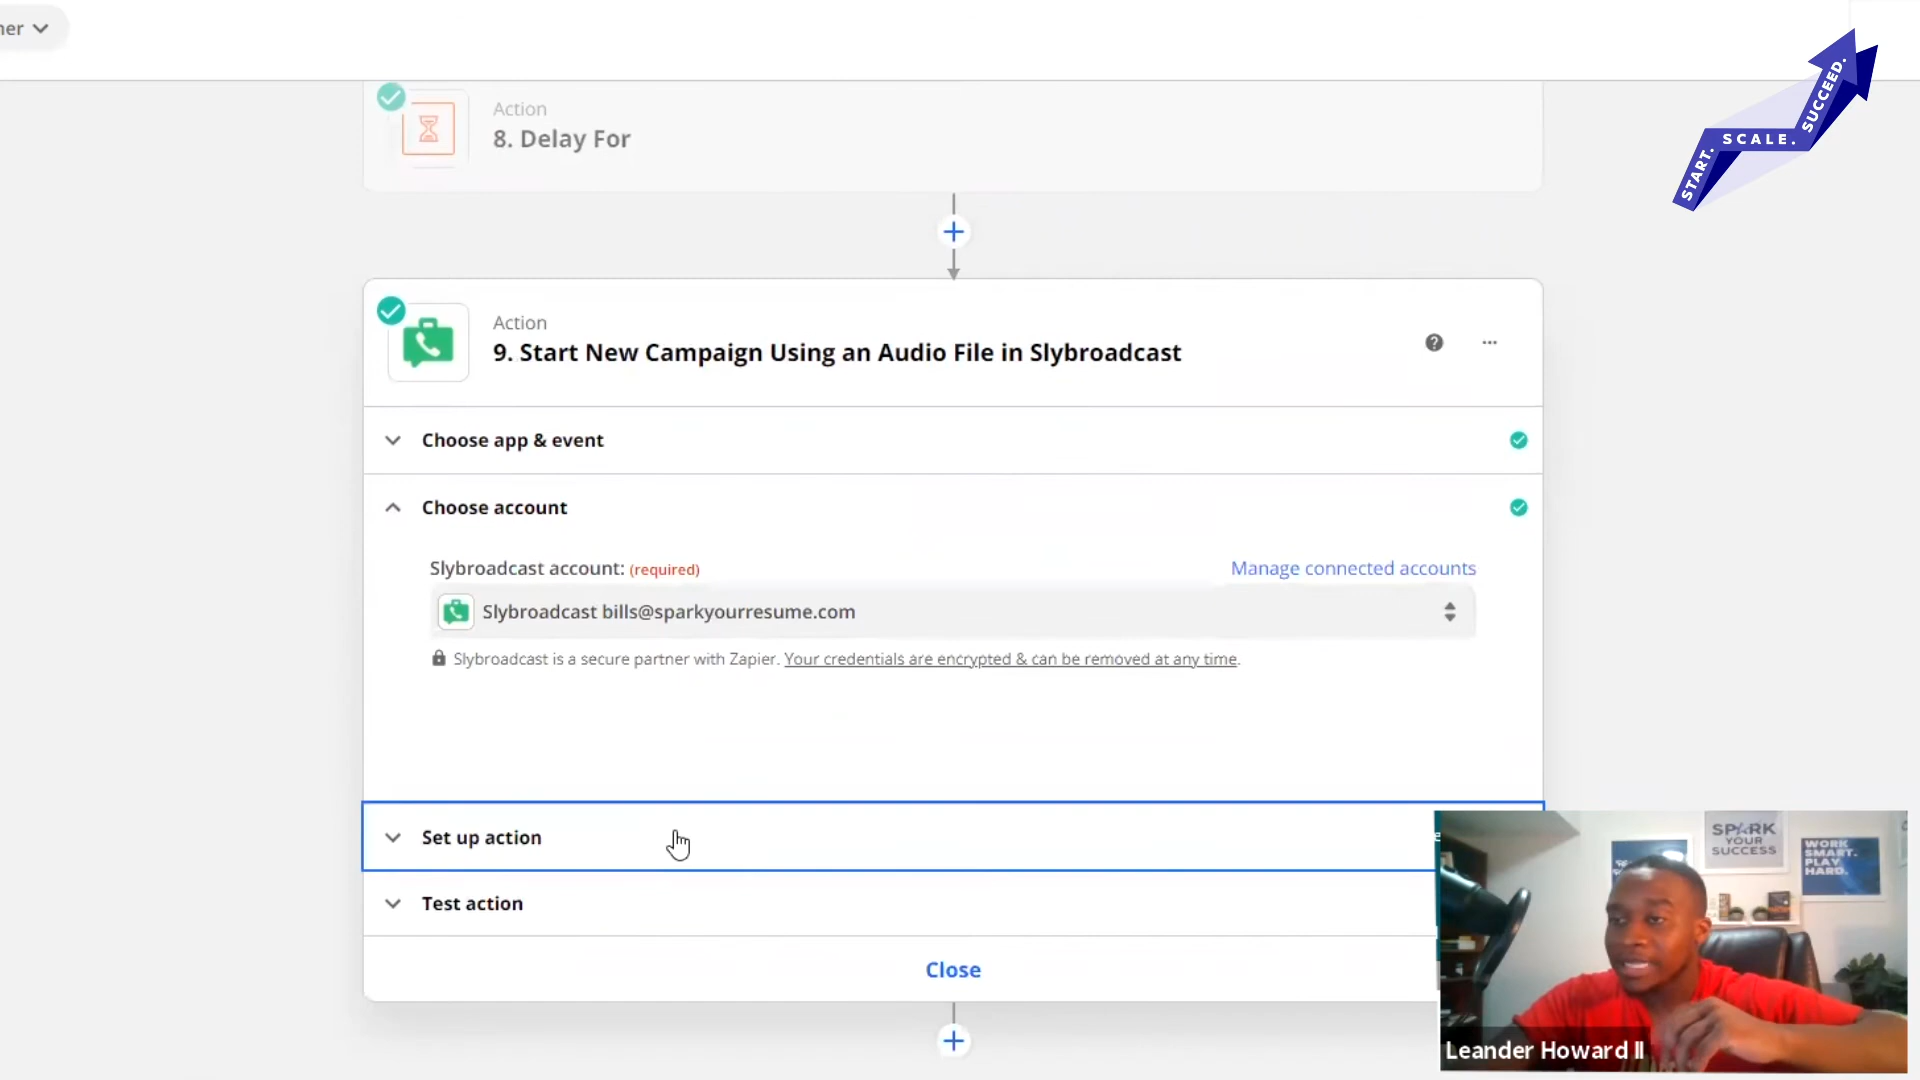 ner
Action
8. Delay For
START. SCALE. SUCCEED.
Action
9. Start New Campaign Using an Audio File in Slybroadcast
Choose app & event
Choose account
Slybroadcast account: (required)
Manage connected accounts
Slybroadcast bills@sparkyourresume.com
Slybroadcast is a secure partner with Zapier. Your credentials are encrypted & can be removed at any time.
Set up action
Test action
Close
SPARK
YOUR
SUCCESS
WORK
SMART.
PLAY
HARD.
Leander Howard II